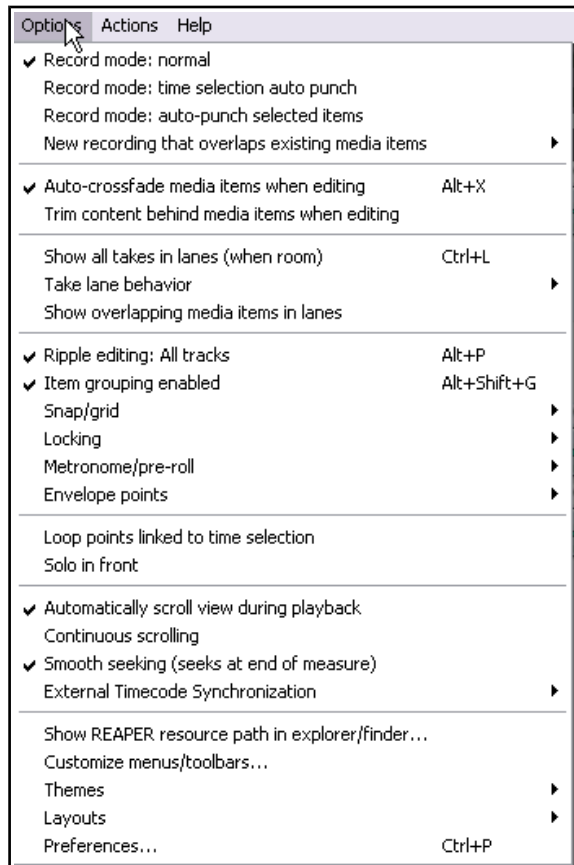 Options Actions Help
Record mode: normal
Record mode: time selection auto punch
Record mode: auto-punch selected items
New recording that overlaps existing media items
Auto-crossfade media items when editing Alt+X
Trim content behind media items when editing
Show all takes in lanes (when room) Ctrl+L
Take lane behavior
Show overlapping media items in lanes
Ripple editing: All tracks Alt+P
Item grouping enabled Alt+Shift+G
Snap/grid
Locking
Metronome/pre-roll
Envelope points
Loop points linked to time selection
Solo in front
Automatically scroll view during playback
Continuous scrolling
Smooth seeking (seeks at end of measure)
External Timecode Synchronization
Show REAPER resource path in explorer/finder...
Customize menus/toolbars...
Themes
Layouts
Preferences... Ctrl+P